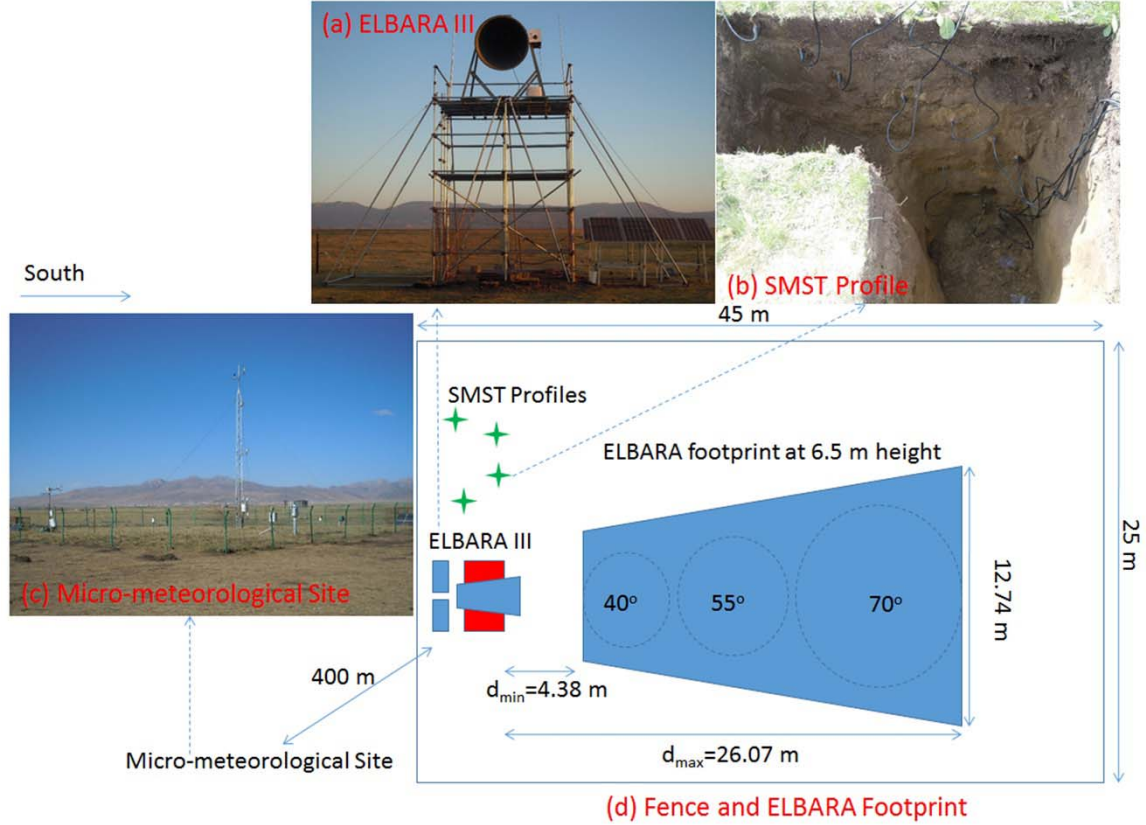 (a) ELBARA III
(b) SMST Profile
South
45 m
(c) Micro-meteorological Site
SMST Profiles
ELBARA footprint at 6.5 m height
ELBARA III
25 m
12.74 m
40° 55° 70°
400 m
dmin=4.38 m
Micro-meteorological Site
dmax=26.07 m
(d) Fence and ELBARA Footprint